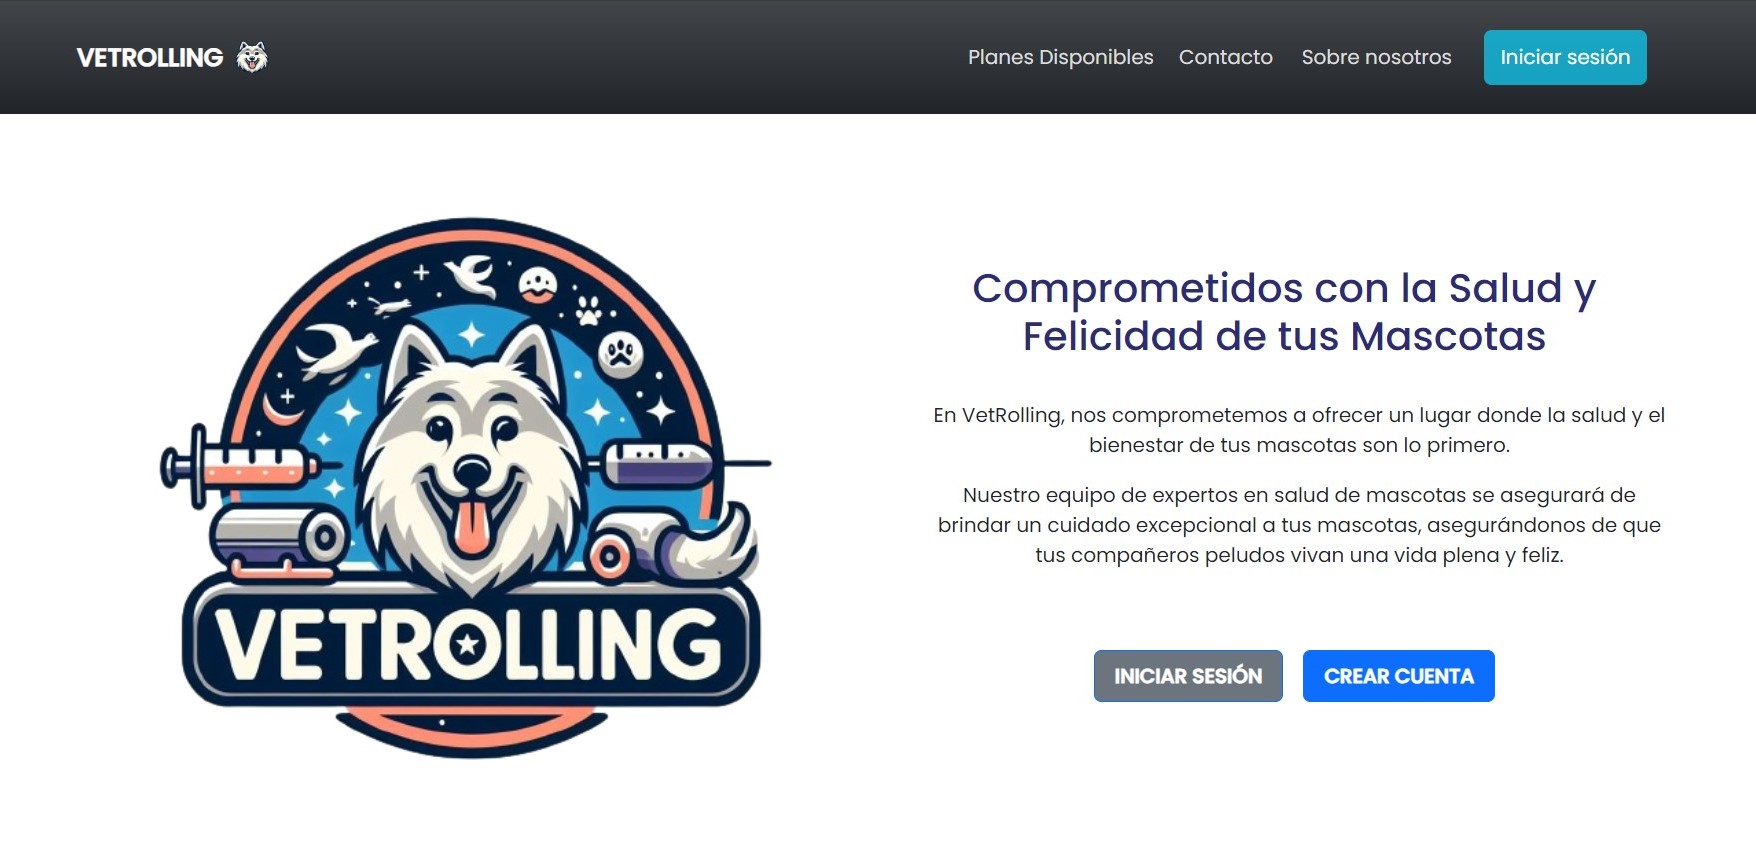 VETROLLING
Planes Disponibles
Contacto
Sobre nosotros
Iniciar sesión
VETROLLING
Comprometidos con la Salud y
Felicidad de tus Mascotas
En VetRolling, nos comprometemos a ofrecer un lugar donde la salud y el
bienestar de tus mascotas son lo primero.
Nuestro equipo de expertos en salud de mascotas se asegurará de
brindar un cuidado excepcional a tus mascotas, asegurándonos de que
tus compañeros peludos vivan una vida plena y feliz.
INICIAR SESIÓN
CREAR CUENTA